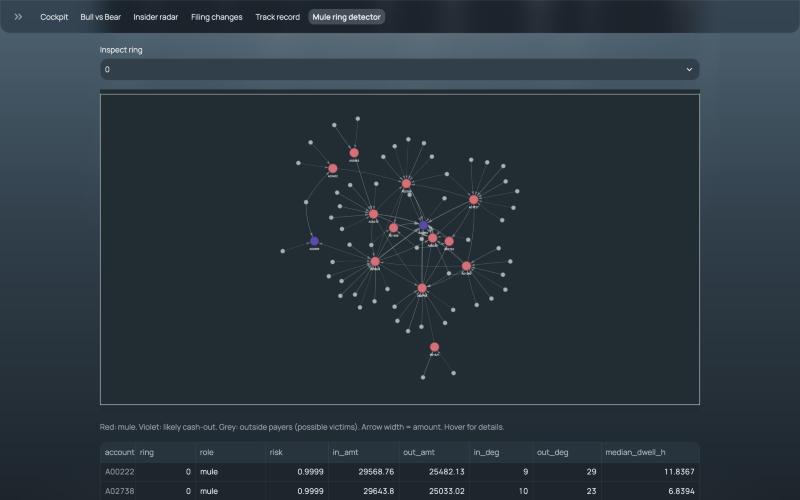 Cockpit Bull vs Bear Insider radar Filing changes Track record Mule ring detector
Inspect ring
0
Red: mule. Violet: likely cash-out. Grey: outside payers (possible victims). Arrow width = amount. Hover for details.
account ring role risk in_amt out_amt in_deg out_deg median_dwell_h
A00222 0 mule 0.9999 29568.76 25482.13 9 29 11.8367
A02738 0 mule 0.9999 29643.8 25033.02 10 23 6.8394